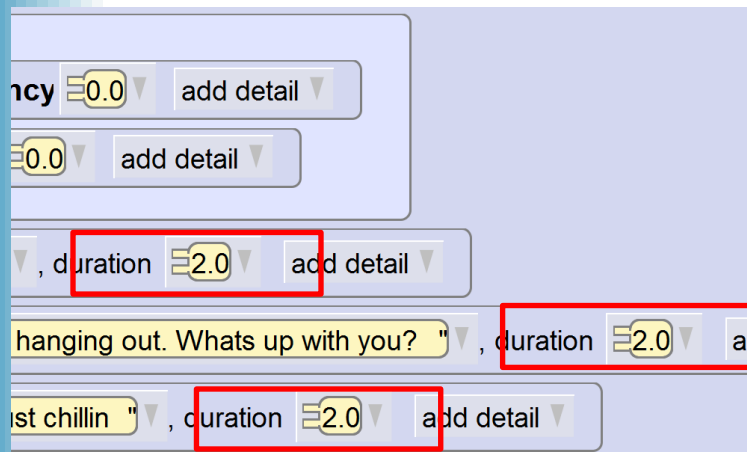 ncy 0.0 add detail
0.0 add detail
, duration 2.0 add detail
hanging out. Whats up with you? " , duration 2.0 a
ust chillin " , duration 2.0 add detail